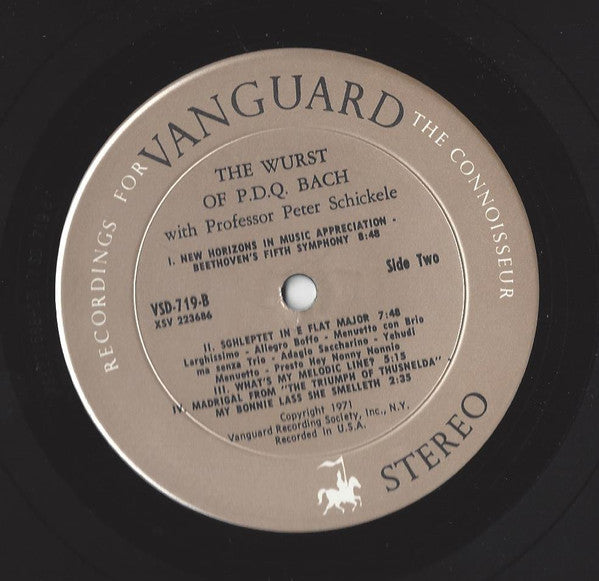 RECORDINGS FOR VANGUARD THE CONNOISSEUR
THE WURST
OF P.D.Q. BACH
with Professor Peter Schickele
I. NEW HORIZONS IN MUSIC APPRECIATION -
BEETHOVEN'S FIFTH SYMPHONY 8:48
Side Two
VSD-719-B
XSV 223686
II. SCHLEPTET IN E FLAT MAJOR 7:48
Larghissimo - Allegro Boffo - Menuetto con Brio
ma senza Trio - Adagio Saccharino - Yehudi
Menuetto - Presto Hey Nonny Nonnio
III. WHAT'S MY MELODIC LINE? 5:15
IV. MADRIGAL FROM "THE TRIUMPH OF THUSNELDA"
MY BONNIE LASS SHE SMELLETH 2:35
Copyright 1971
Vanguard Recording Society, Inc., N.Y.
Recorded in U.S.A.
STEREO